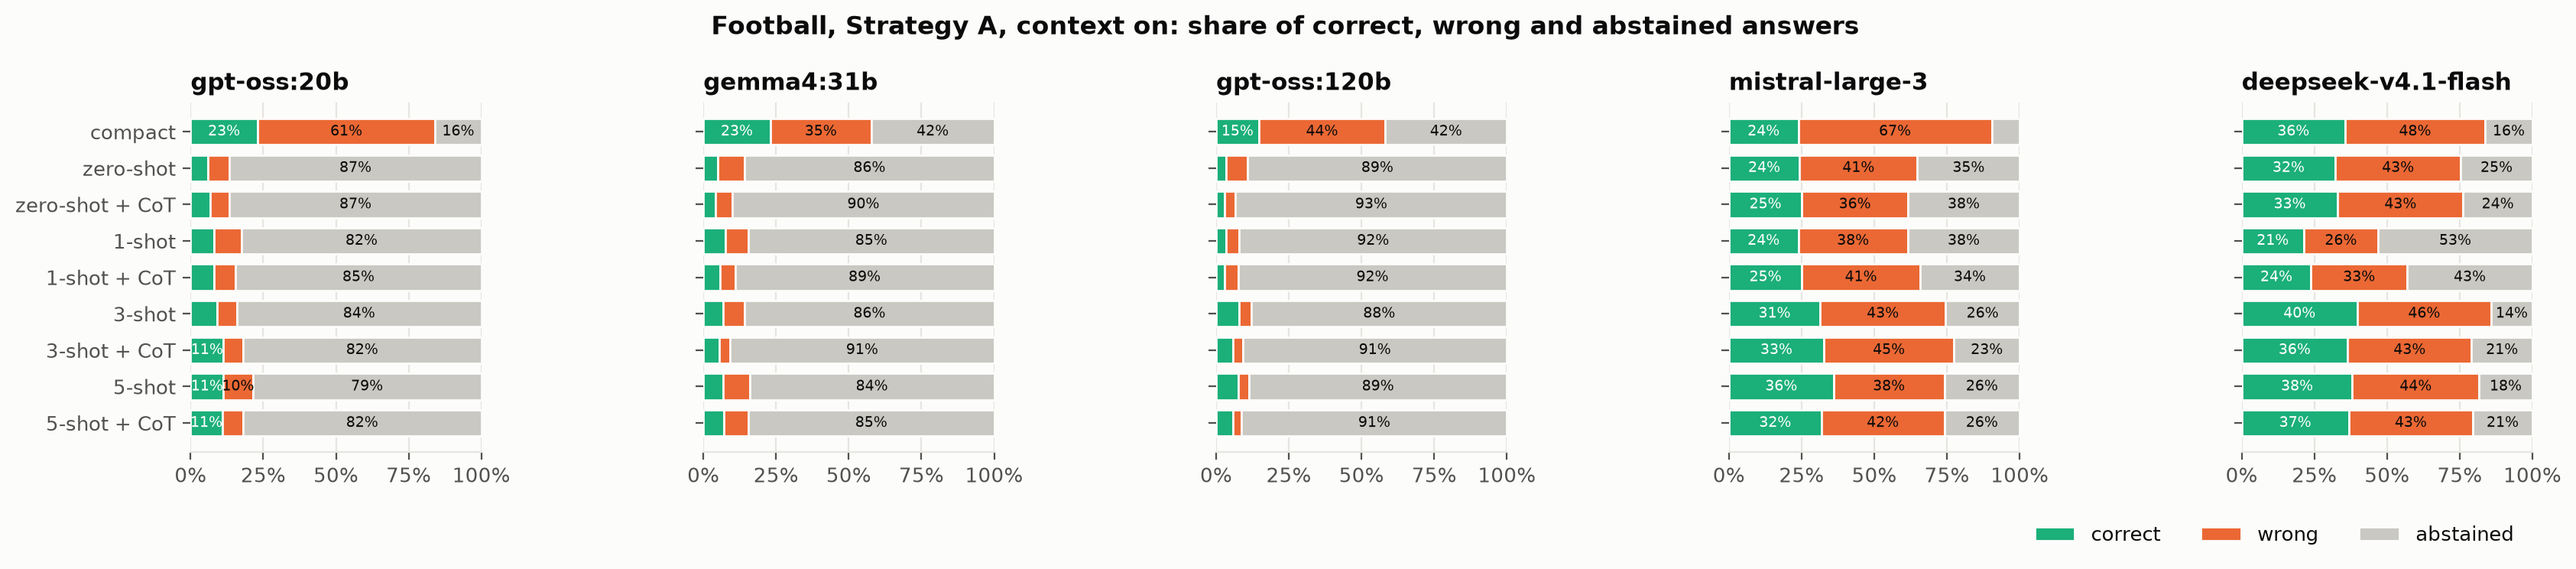 Football, Strategy A, context on: share of correct, wrong and abstained answers
gpt-oss:20b gemma4:31b gpt-oss:120b mistral-large-3 deepseek-v4.1-flash
compact 23% 61% 16% 23% 35% 42% 15% 44% 42% 24% 67% 36% 48% 16%
zero-shot 87% 86% 89% 24% 41% 35% 32% 43% 25%
zero-shot + CoT 87% 90% 93% 25% 36% 38% 33% 43% 24%
1-shot 82% 85% 92% 24% 38% 38% 21% 26% 53%
1-shot + CoT 85% 89% 92% 25% 41% 34% 24% 33% 43%
3-shot 84% 86% 88% 31% 43% 26% 40% 46% 14%
3-shot + CoT 11% 82% 91% 91% 33% 45% 23% 36% 43% 21%
5-shot 11% 10% 79% 84% 89% 36% 38% 26% 38% 44% 18%
5-shot + CoT 11% 82% 85% 91% 32% 42% 26% 37% 43% 21%
0% 25% 50% 75% 100% 0% 25% 50% 75% 100% 0% 25% 50% 75% 100% 0% 25% 50% 75% 100% 0% 25% 50% 75% 100%
correct wrong abstained